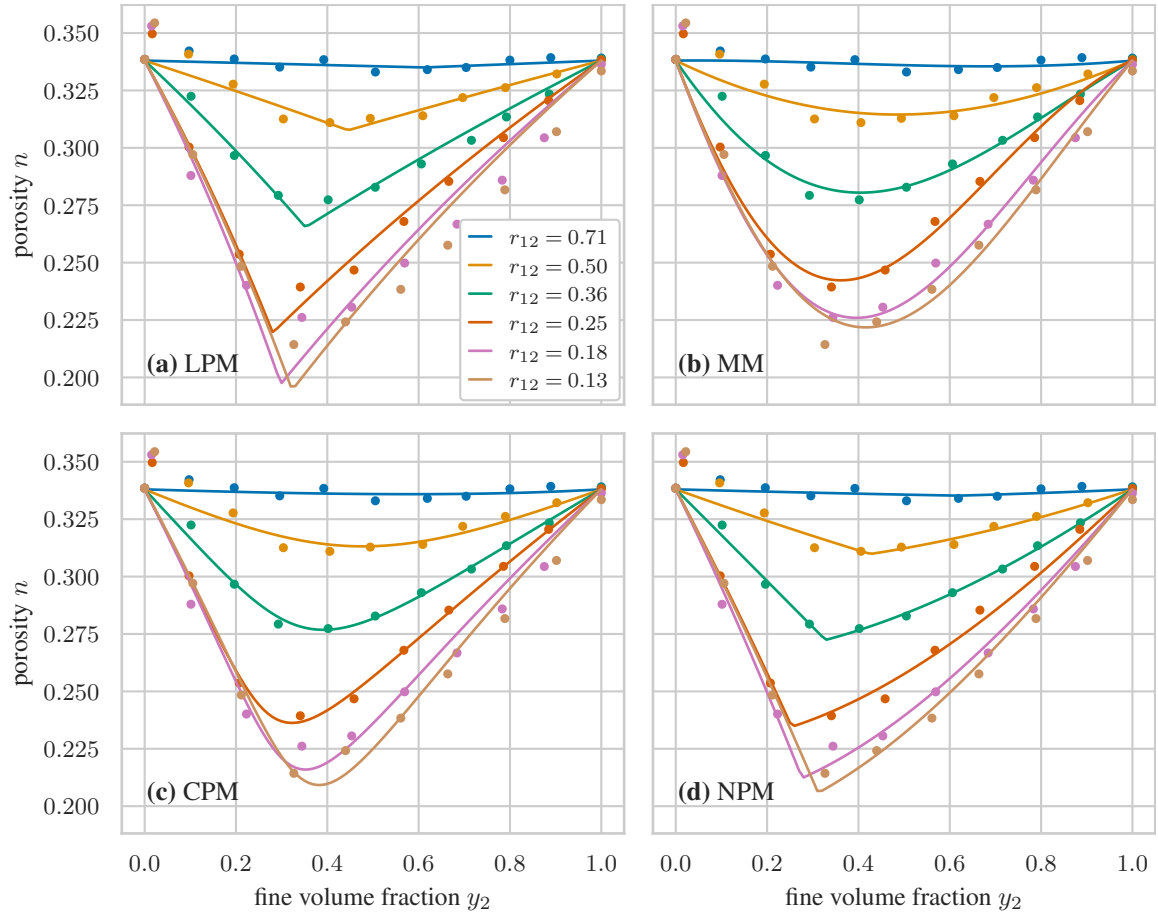 0.350
0.325
0.300
0.275
0.250
0.225
0.200
porosity n
(a) LPM
r12 = 0.71
r12 = 0.50
r12 = 0.36
r12 = 0.25
r12 = 0.18
r12 = 0.13
(b) MM
0.350
0.325
0.300
0.275
0.250
0.225
0.200
porosity n
(c) CPM
(d) NPM
0.0 0.2 0.4 0.6 0.8 1.0
0.0 0.2 0.4 0.6 0.8 1.0
fine volume fraction y2
fine volume fraction y2